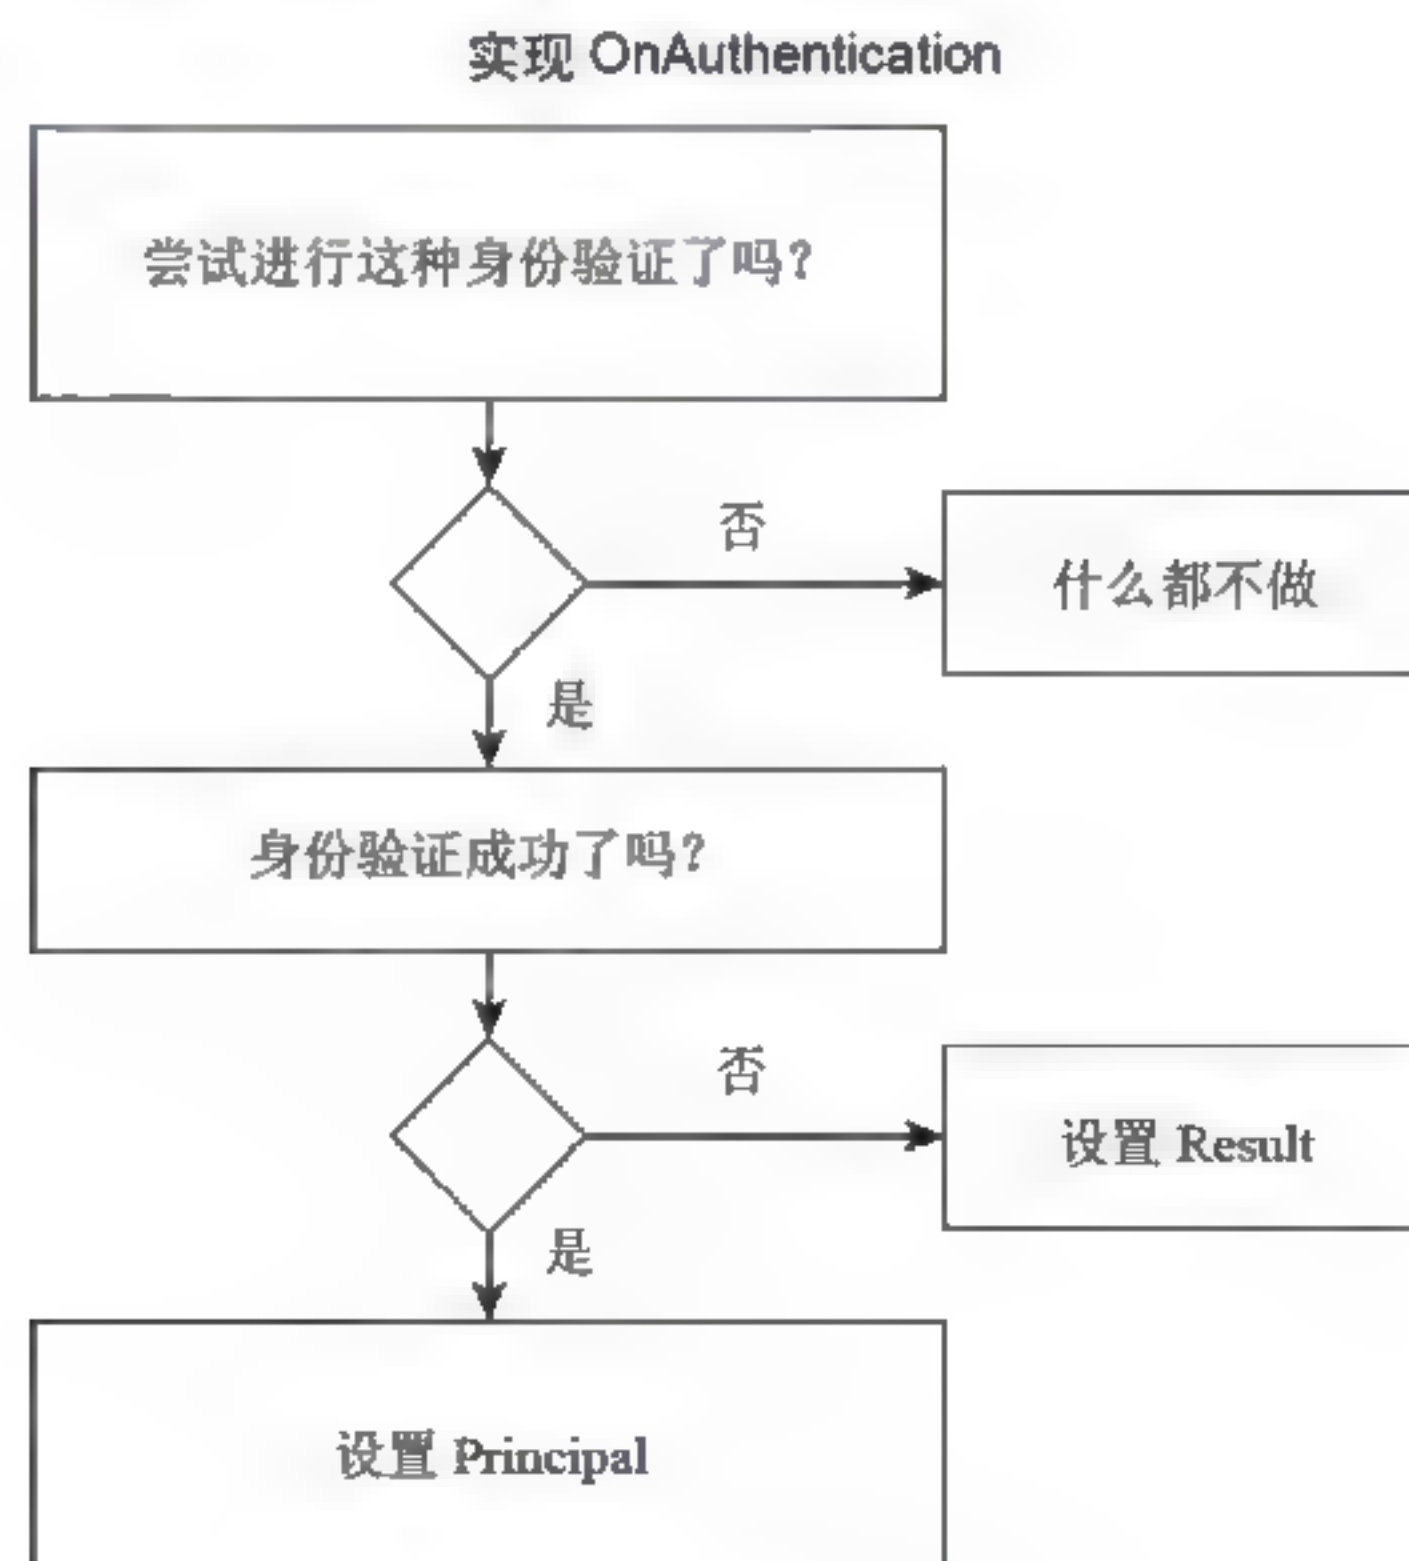 实现 OnAuthentication
尝试进行这种身份验证了吗?
否
什么都不做
是
身份验证成功了吗?
否
设置 Result
是
设置 Principal